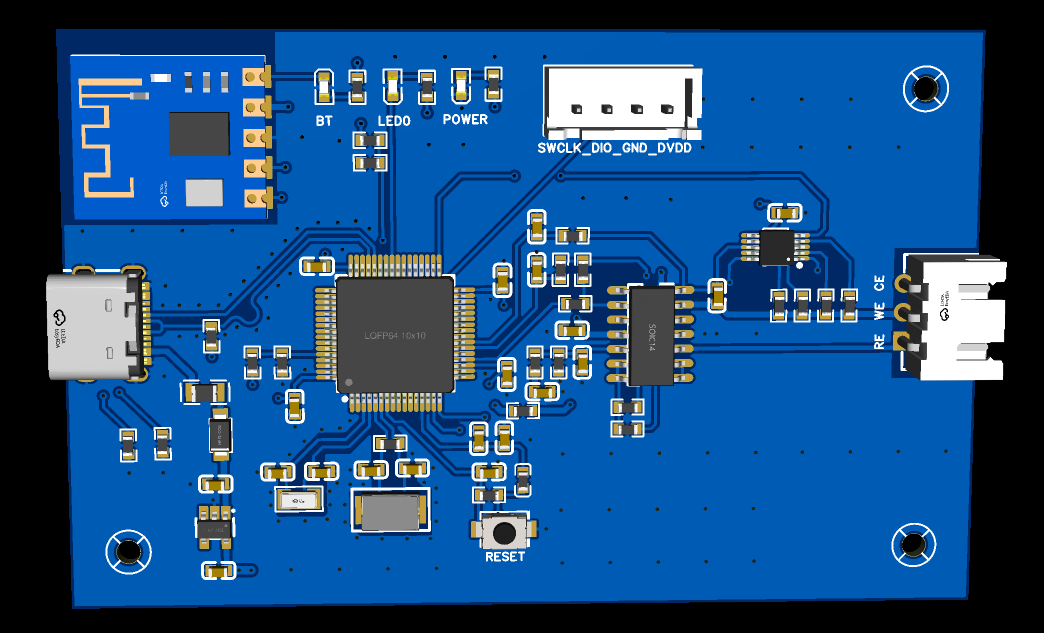 BT
LED0
POWER
SWCLK_DIO_GND_DVDD
CE
WE
RE
LQFP64 10x10
SOIC14
RESET